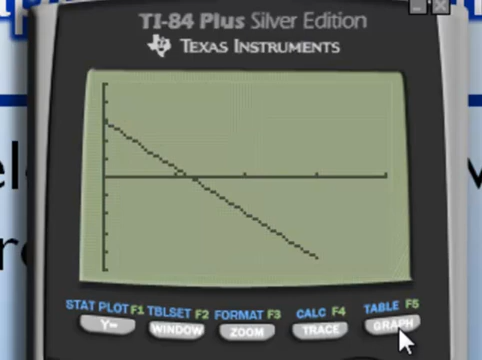 TI-84 Plus Silver Edition
TEXAS INSTRUMENTS
STAT PLOT F1 TBLSET F2 FORMAT F3 CALC F4 TABLE F5
Y= WINDOW ZOOM TRACE GRAPH